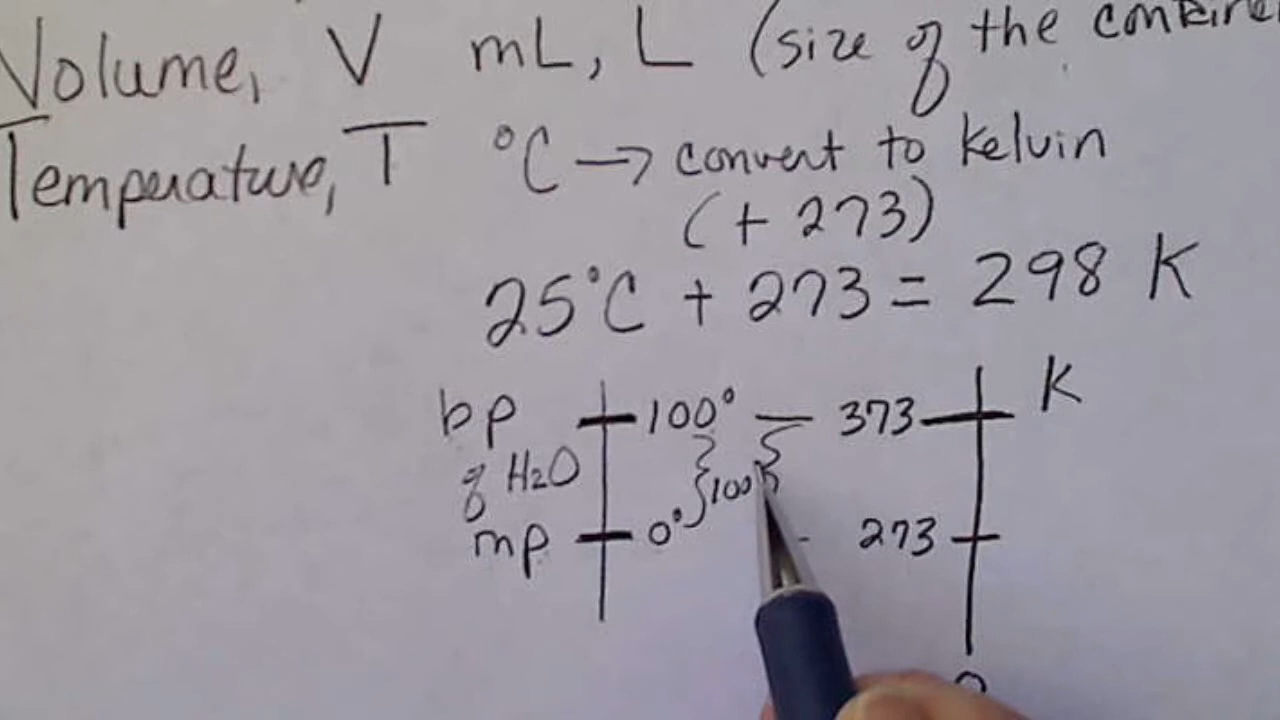 Volume, V mL, L (size of the
Temperature, T °C → convert to Kelvin
(+ 273)
25°C + 273 = 298 K
bp 100° — 373 K
of H2O } 100 }
mp 0° - 273